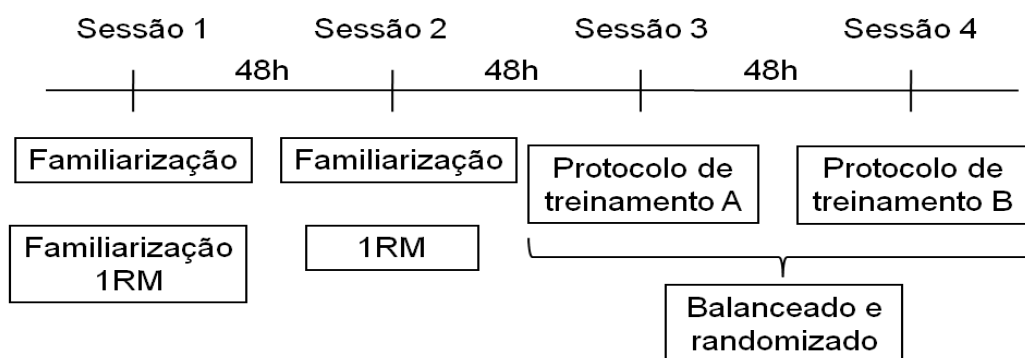 Sessão 1
Sessão 2
Sessão 3
Sessão 4
48h
48h
48h
Familiarização
Familiarização
Protocolo de
treinamento A
Protocolo de
treinamento B
Familiarização
1RM
1RM
Balanceado e
randomizado